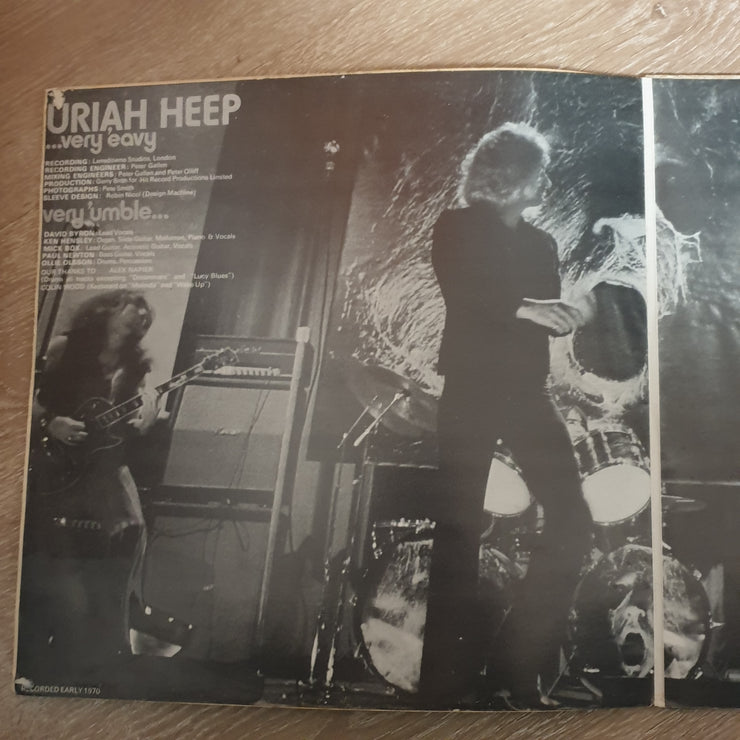 URIAH HEEP
...very 'eavy
RECORDING: Lansdowne Studios, London
RECORDING ENGINEER: Peter Gallen
MIXING ENGINEERS: Peter Gallen and Peter Olliff
PRODUCTION: Gerry Bron for Hit Record Productions Limited
PHOTOGRAPHS: Pete Smith
SLEEVE DESIGN: Robin Nicol (Design Machine)
very 'umble...
DAVID BYRON: Lead Vocals
KEN HENSLEY: Organ, Slide Guitar, Mellotron, Piano & Vocals
MICK BOX: Lead Guitar, Acoustic Guitar, Vocals
PAUL NEWTON: Bass Guitar, Vocals
OLLIE OLSSON: Drums, Percussion
OUR THANKS TO ALEX NAPIER
(Drums all tracks excepting "Dreammare" and "Lucy Blues")
COLIN WOOD (Keyboard on "Melinda" and "Wake Up")
RECORDED EARLY 1970